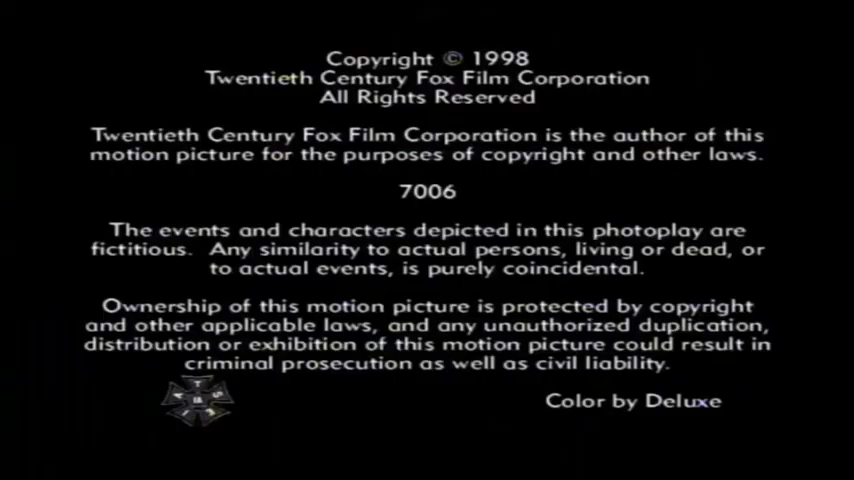 Copyright © 1998
Twentieth Century Fox Film Corporation
All Rights Reserved
Twentieth Century Fox Film Corporation is the author of this
motion picture for the purposes of copyright and other laws.
7006
The events and characters depicted in this photoplay are
fictitious. Any similarity to actual persons, living or dead, or
to actual events, is purely coincidental.
Ownership of this motion picture is protected by copyright
and other applicable laws, and any unauthorized duplication,
distribution or exhibition of this motion picture could result in
criminal prosecution as well as civil liability.
Color by Deluxe